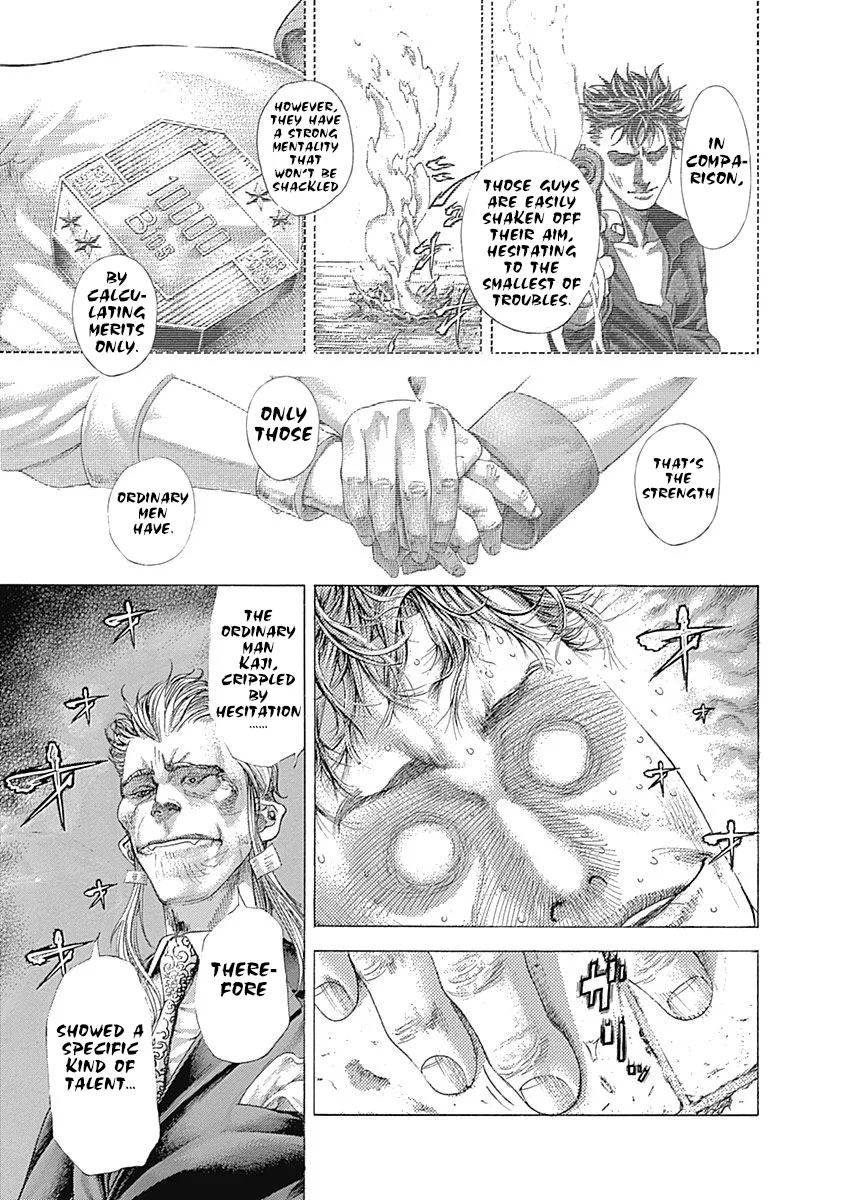 IN
COMPA-
RISON,
THOSE GUYS
ARE EASILY
SHAKEN OFF
THEIR AIM,
HESITATING
TO THE
SMALLEST OF
TROUBLES.
HOWEVER,
THEY HAVE
A STRONG
MENTALITY
THAT
WON'T BE
SHACKLED
10000
Bios
BY
CALCU-
LATING
MERITS
ONLY.
THAT'S
THE
STRENGTH
ONLY
THOSE
ORDINARY
MEN
HAVE.
THE
ORDINARY
MAN
KAJI,
CRIPPLED
BY
HESITATION
......
THERE-
FORE
SHOWED A
SPECIFIC
KIND OF
TALENT...